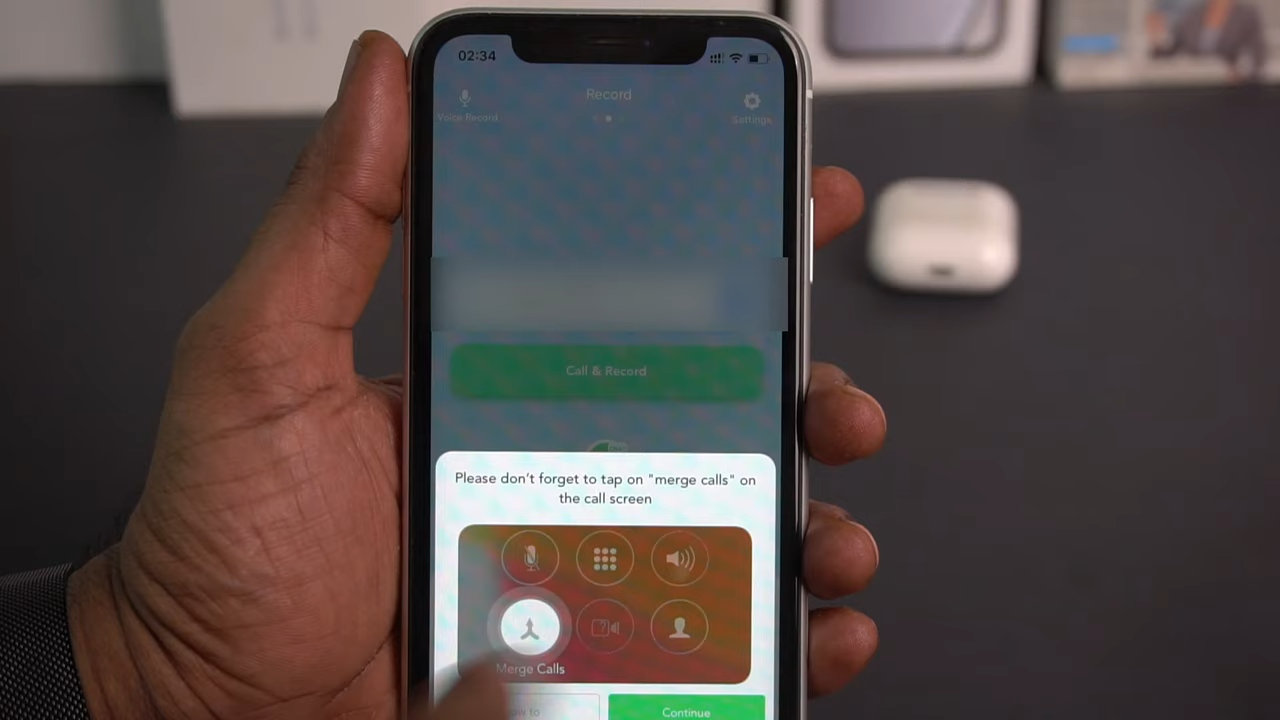 02:34
Record
Voice Record
Settings
Call & Record
Please don't forget to tap on "merge calls" on
the call screen
Merge Calls
to
Continue